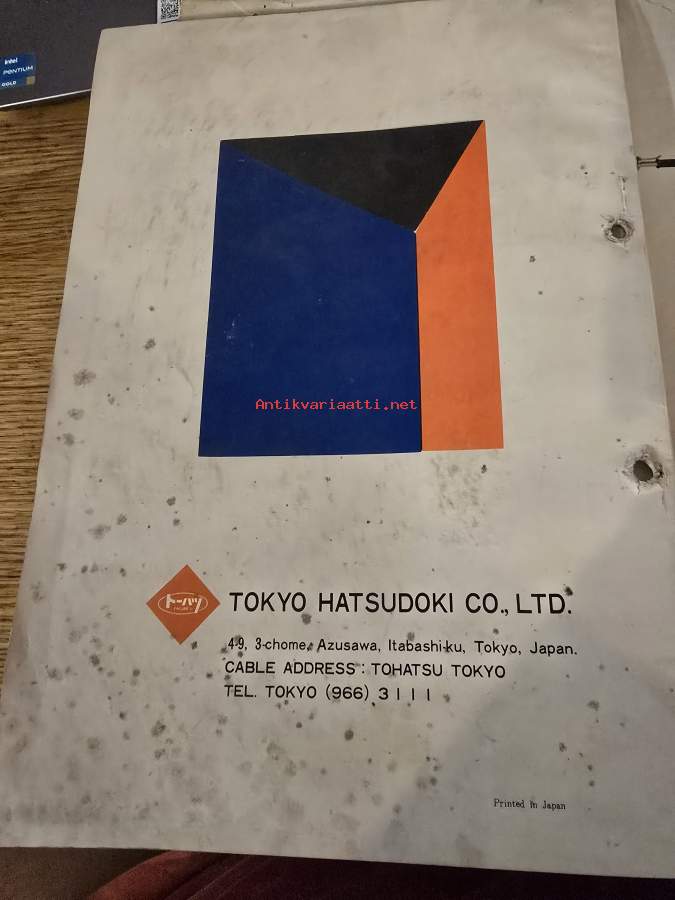 intel
PENTIUM
GOLD
Antikvariaatti.net
トーハツ
TOKYO HATSUDOKI CO., LTD.
4-9, 3-chome, Azusawa, Itabashi-ku, Tokyo, Japan.
CABLE ADDRESS : TOHATSU TOKYO
TEL. TOKYO (966) 3111
Printed in Japan